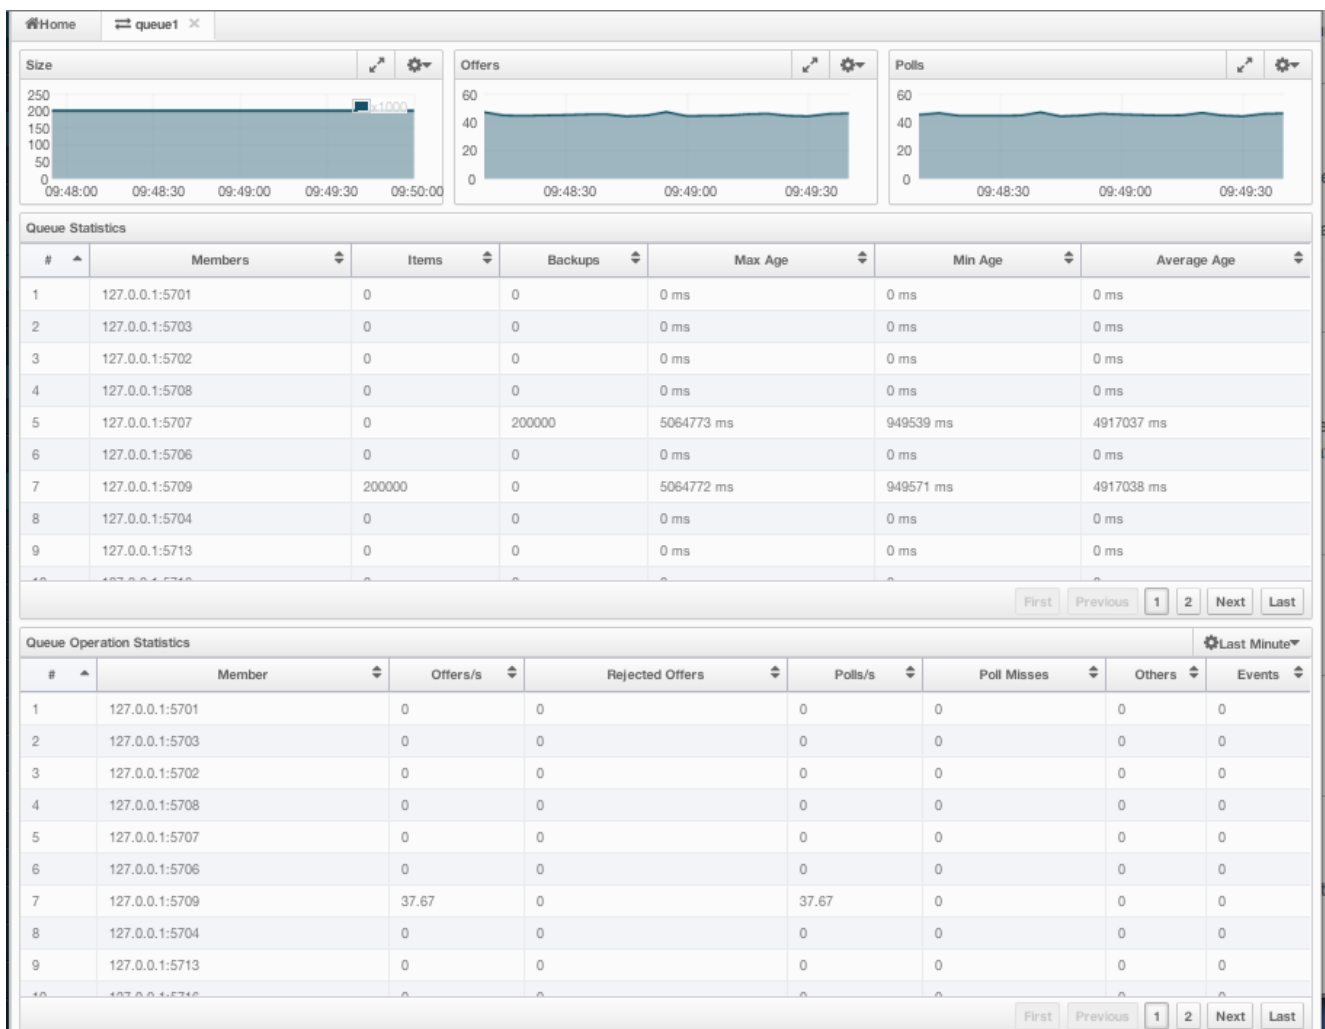 Home queue1
Size Offers Polls
250
200
150
100
50
0
x1000
09:48:00 09:48:30 09:49:00 09:49:30 09:50:00
60
40
20
0
09:48:30 09:49:00 09:49:30
60
40
20
0
09:48:30 09:49:00 09:49:30
Queue Statistics
# Members Items Backups Max Age Min Age Average Age
1 127.0.0.1:5701 0 0 0 ms 0 ms 0 ms
2 127.0.0.1:5703 0 0 0 ms 0 ms 0 ms
3 127.0.0.1:5702 0 0 0 ms 0 ms 0 ms
4 127.0.0.1:5708 0 0 0 ms 0 ms 0 ms
5 127.0.0.1:5707 0 200000 5064773 ms 949539 ms 4917037 ms
6 127.0.0.1:5706 0 0 0 ms 0 ms 0 ms
7 127.0.0.1:5709 200000 0 5064772 ms 949571 ms 4917038 ms
8 127.0.0.1:5704 0 0 0 ms 0 ms 0 ms
9 127.0.0.1:5713 0 0 0 ms 0 ms 0 ms
First Previous 1 2 Next Last
Queue Operation Statistics Last Minute
# Member Offers/s Rejected Offers Polls/s Poll Misses Others Events
1 127.0.0.1:5701 0 0 0 0 0 0
2 127.0.0.1:5703 0 0 0 0 0 0
3 127.0.0.1:5702 0 0 0 0 0 0
4 127.0.0.1:5708 0 0 0 0 0 0
5 127.0.0.1:5707 0 0 0 0 0 0
6 127.0.0.1:5706 0 0 0 0 0 0
7 127.0.0.1:5709 37.67 0 37.67 0 0 0
8 127.0.0.1:5704 0 0 0 0 0 0
9 127.0.0.1:5713 0 0 0 0 0 0
First Previous 1 2 Next Last